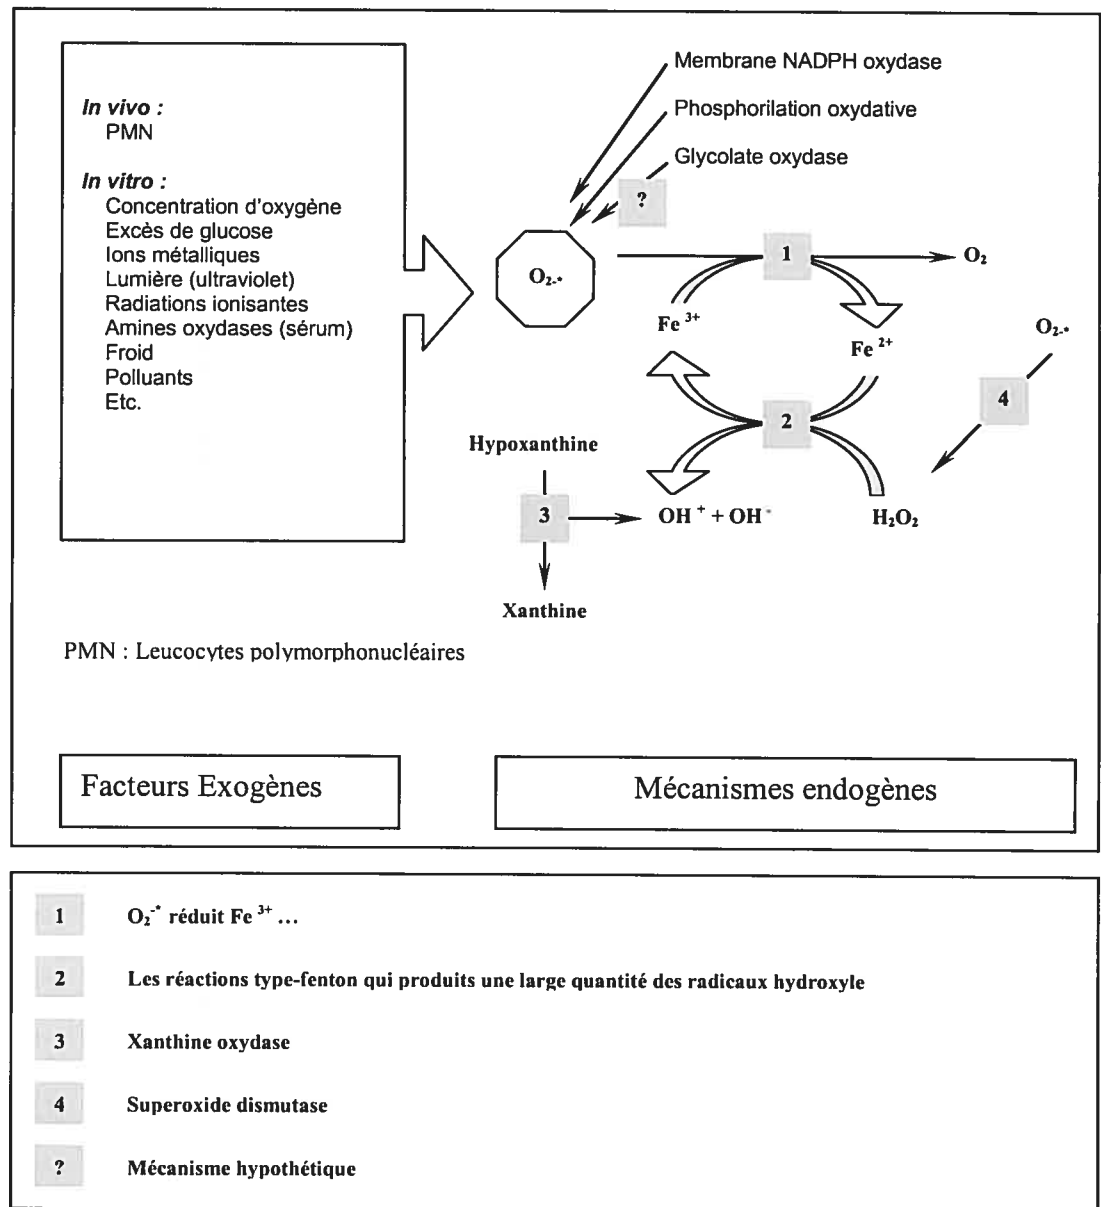 In vivo :
PMN
In vitro :
Concentration d'oxygène
Excès de glucose
Ions métalliques
Lumière (ultraviolet)
Radiations ionisantes
Amines oxydases (sérum)
Froid
Polluants
Etc.
Membrane NADPH oxydase
Phosphorilation oxydative
Glycolate oxydase
?
O₂-•
1
O₂
Fe ³⁺
Fe ²⁺
O₂-•
4
2
Hypoxanthine
3
OH ⁺ + OH ⁻
H₂O₂
Xanthine
PMN : Leucocytes polymorphonucléaires
Facteurs Exogènes
Mécanismes endogènes
1 O₂⁻• réduit Fe ³⁺ ...
2 Les réactions type-fenton qui produits une large quantité des radicaux hydroxyle
3 Xanthine oxydase
4 Superoxide dismutase
? Mécanisme hypothétique